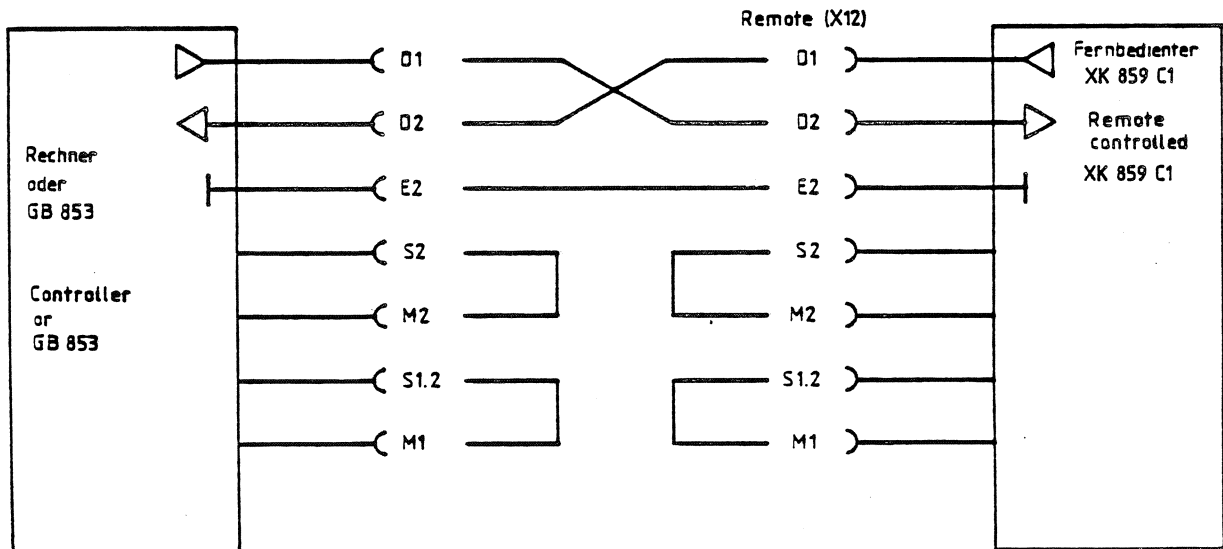 Remote (X12)
D1
D1
Fernbedienter
XK 859 C1
D2
D2
Remote
controlled
XK 859 C1
Rechner
oder
GB 853
E2
E2
S2
S2
Controller
or
GB 853
M2
M2
S1.2
S1.2
M1
M1